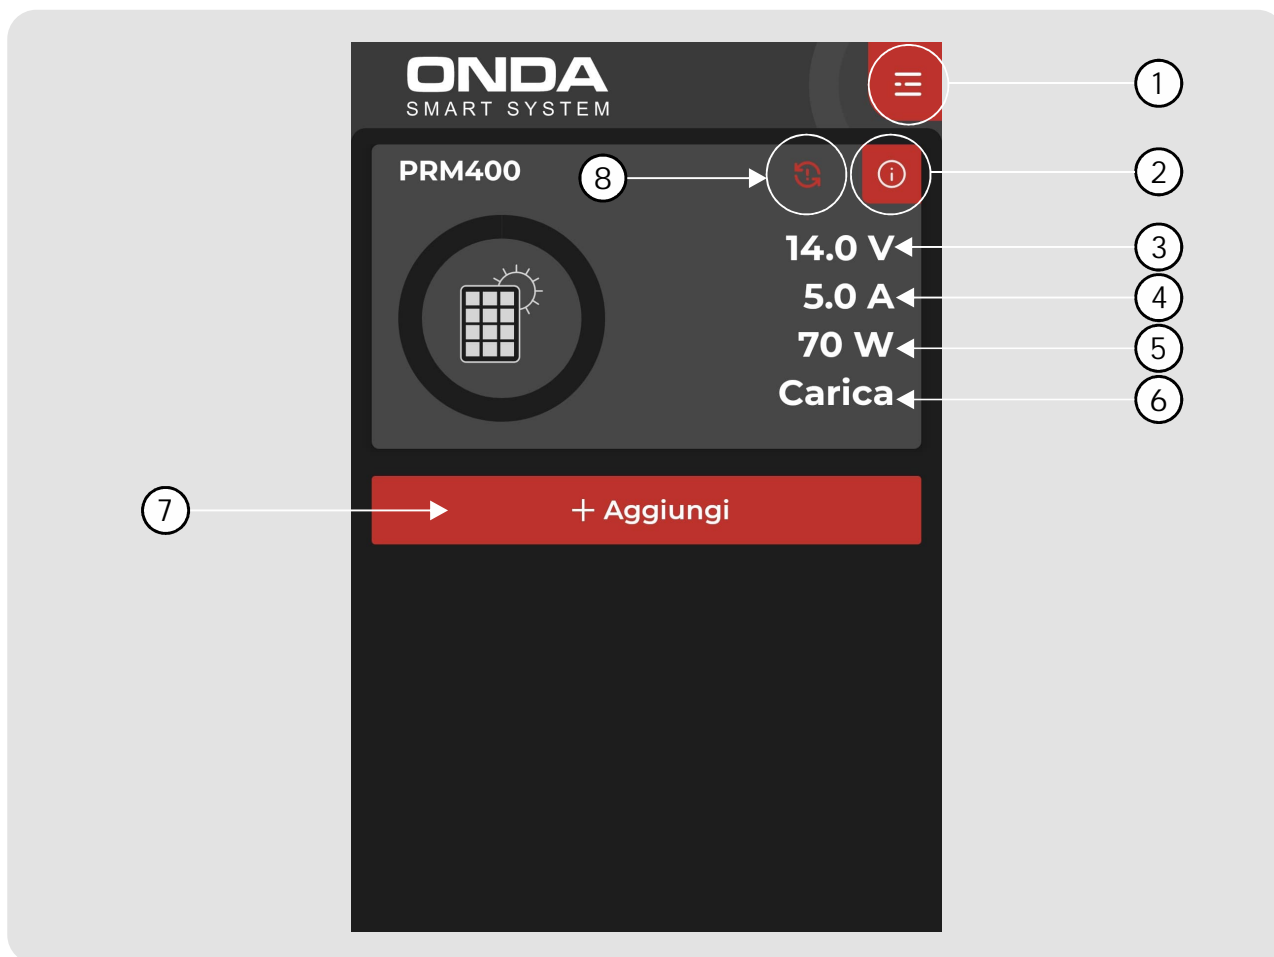 ONDA
SMART SYSTEM
1
PRM400
8
2
14.0 V
3
5.0 A
4
70 W
5
Carica
6
7
+ Aggiungi